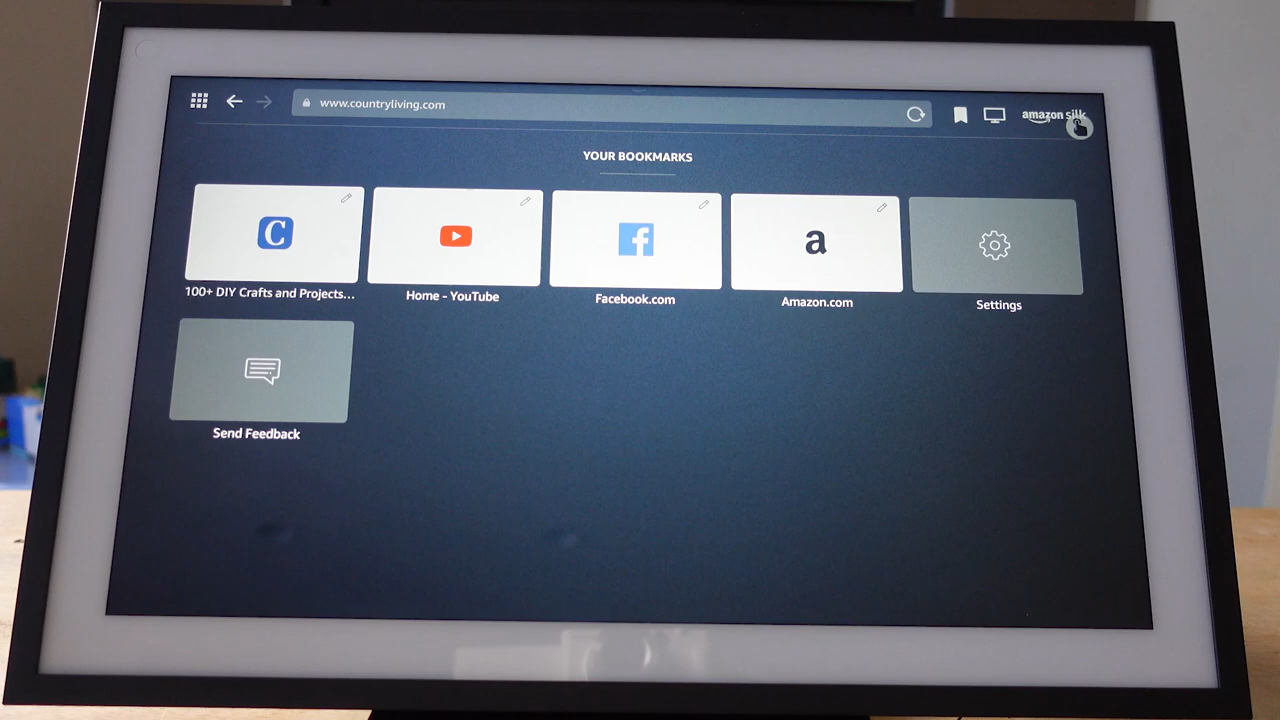 www.countryliving.com
amazon silk
YOUR BOOKMARKS
C
f
a
100+ DIY Crafts and Projects...
Home - YouTube
Facebook.com
Amazon.com
Settings
Send Feedback